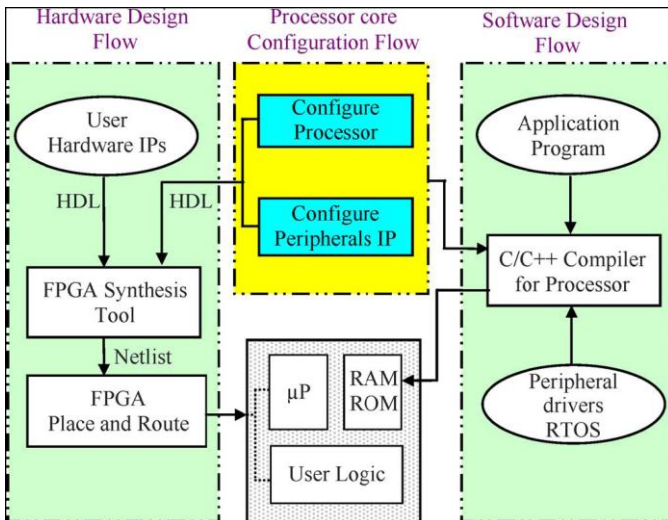 Hardware Design
Flow
Processor core
Configuration Flow
Software Design
Flow
User
Hardware IPs
HDL
HDL
FPGA Synthesis
Tool
Netlist
FPGA
Place and Route
Configure
Processor
Configure
Peripherals IP
µP
RAM
ROM
User Logic
Application
Program
C/C++ Compiler
for Processor
Peripheral
drivers
RTOS